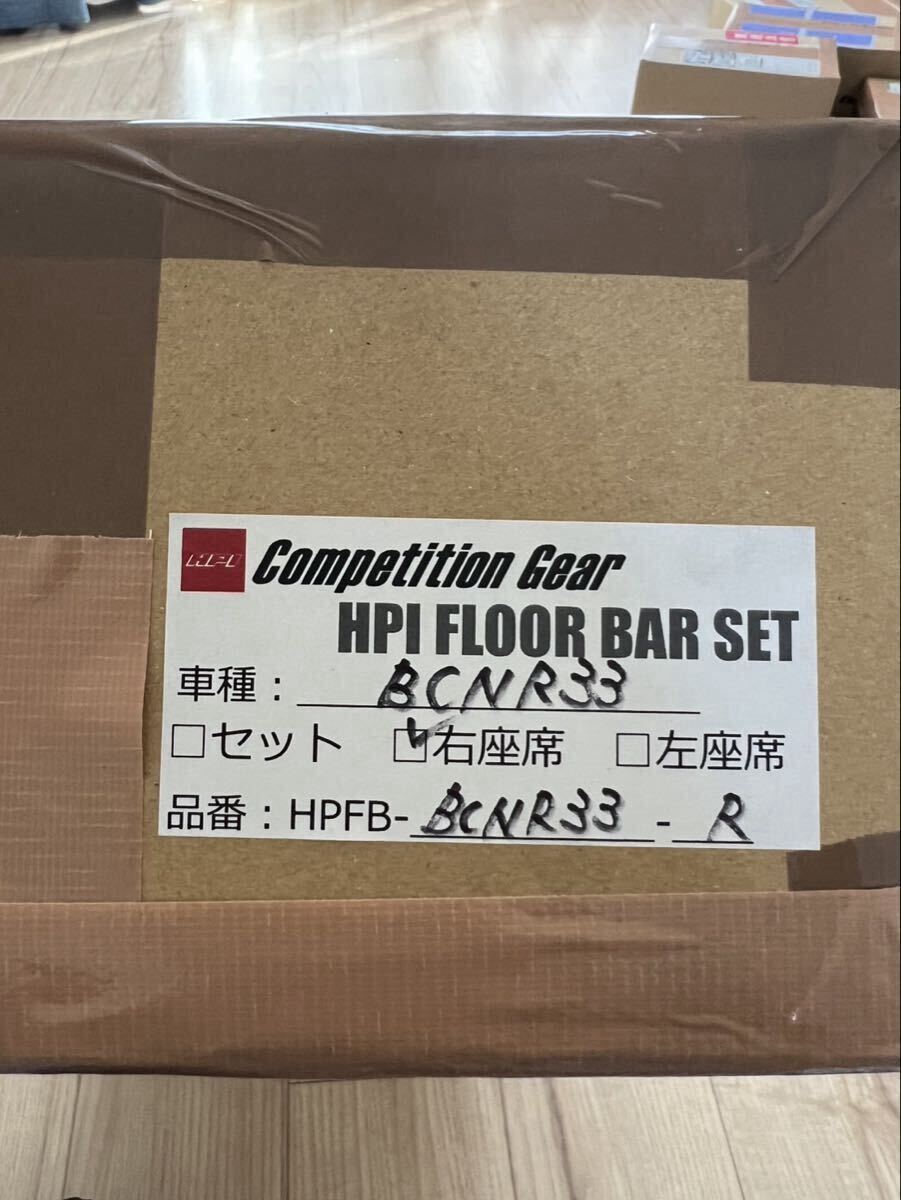 HPI Competition Gear
HPI FLOOR BAR SET
車種：BCNR33
□セット ☑右座席 □左座席
品番：HPFB-BCNR33-R